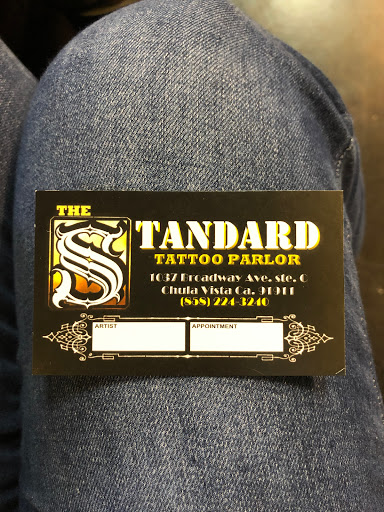 THE
STANDARD
TATTOO PARLOR
1037 Broadway Ave. ste. C
Chula Vista Ca. 91911
(858) 224-3240
ARTIST APPOINTMENT